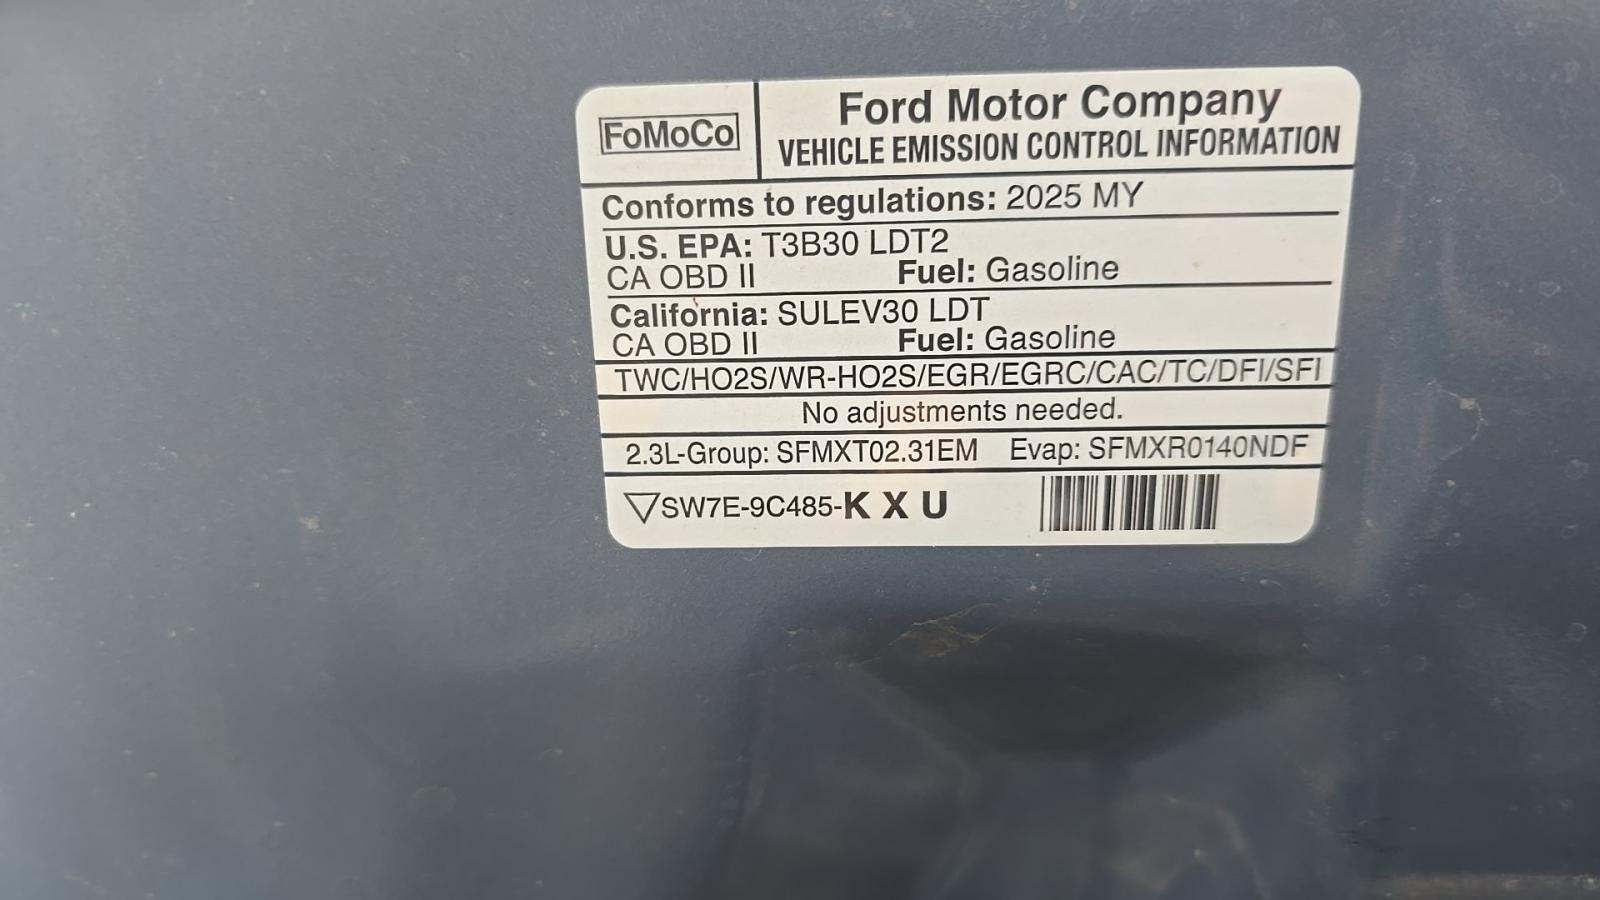 FoMoCo
Ford Motor Company
VEHICLE EMISSION CONTROL INFORMATION
Conforms to regulations: 2025 MY
U.S. EPA: T3B30 LDT2
CA OBD II Fuel: Gasoline
California: SULEV30 LDT
CA OBD II Fuel: Gasoline
TWC/HO2S/WR-HO2S/EGR/EGRC/CAC/TC/DFI/SFI
No adjustments needed.
2.3L-Group: SFMXT02.31EM Evap: SFMXR0140NDF
▽SW7E-9C485-K X U